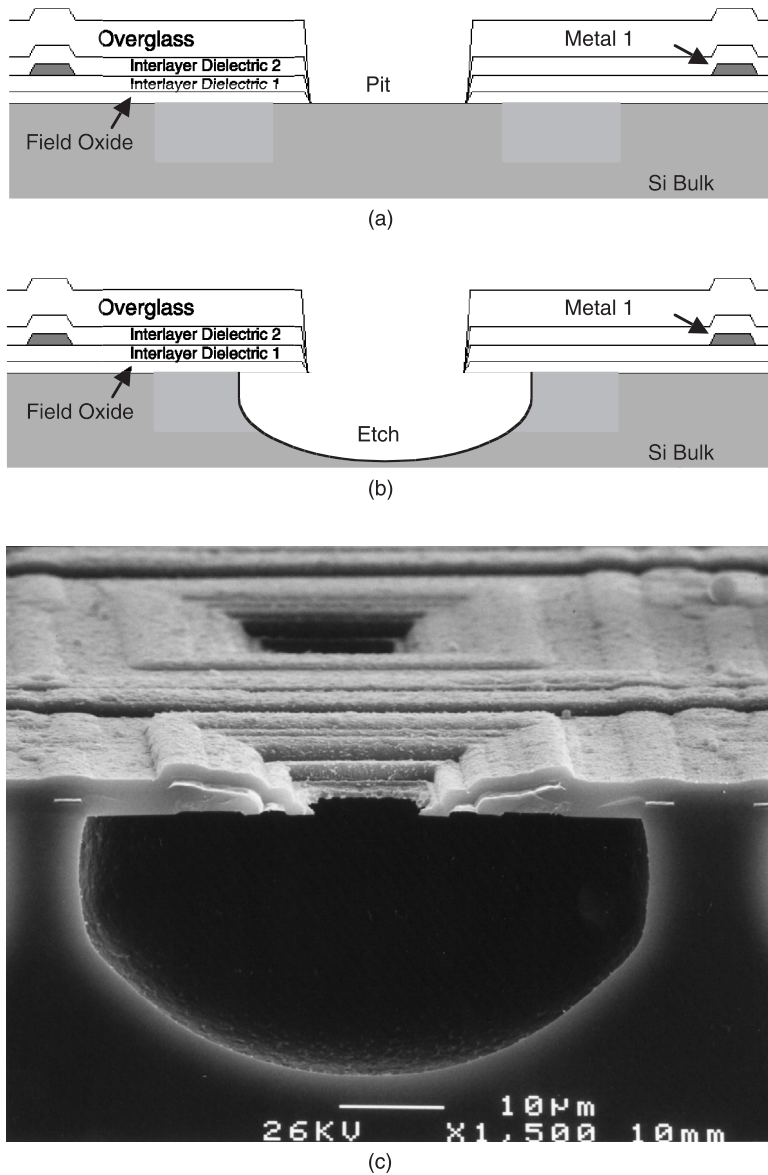 Overglass
Metal 1
Interlayer Dielectric 2
Interlayer Dielectric 1
Pit
Field Oxide
Si Bulk
(a)
Overglass
Metal 1
Interlayer Dielectric 2
Interlayer Dielectric 1
Field Oxide
Etch
Si Bulk
(b)
10µm
26KV X1,500 10mm
(c)